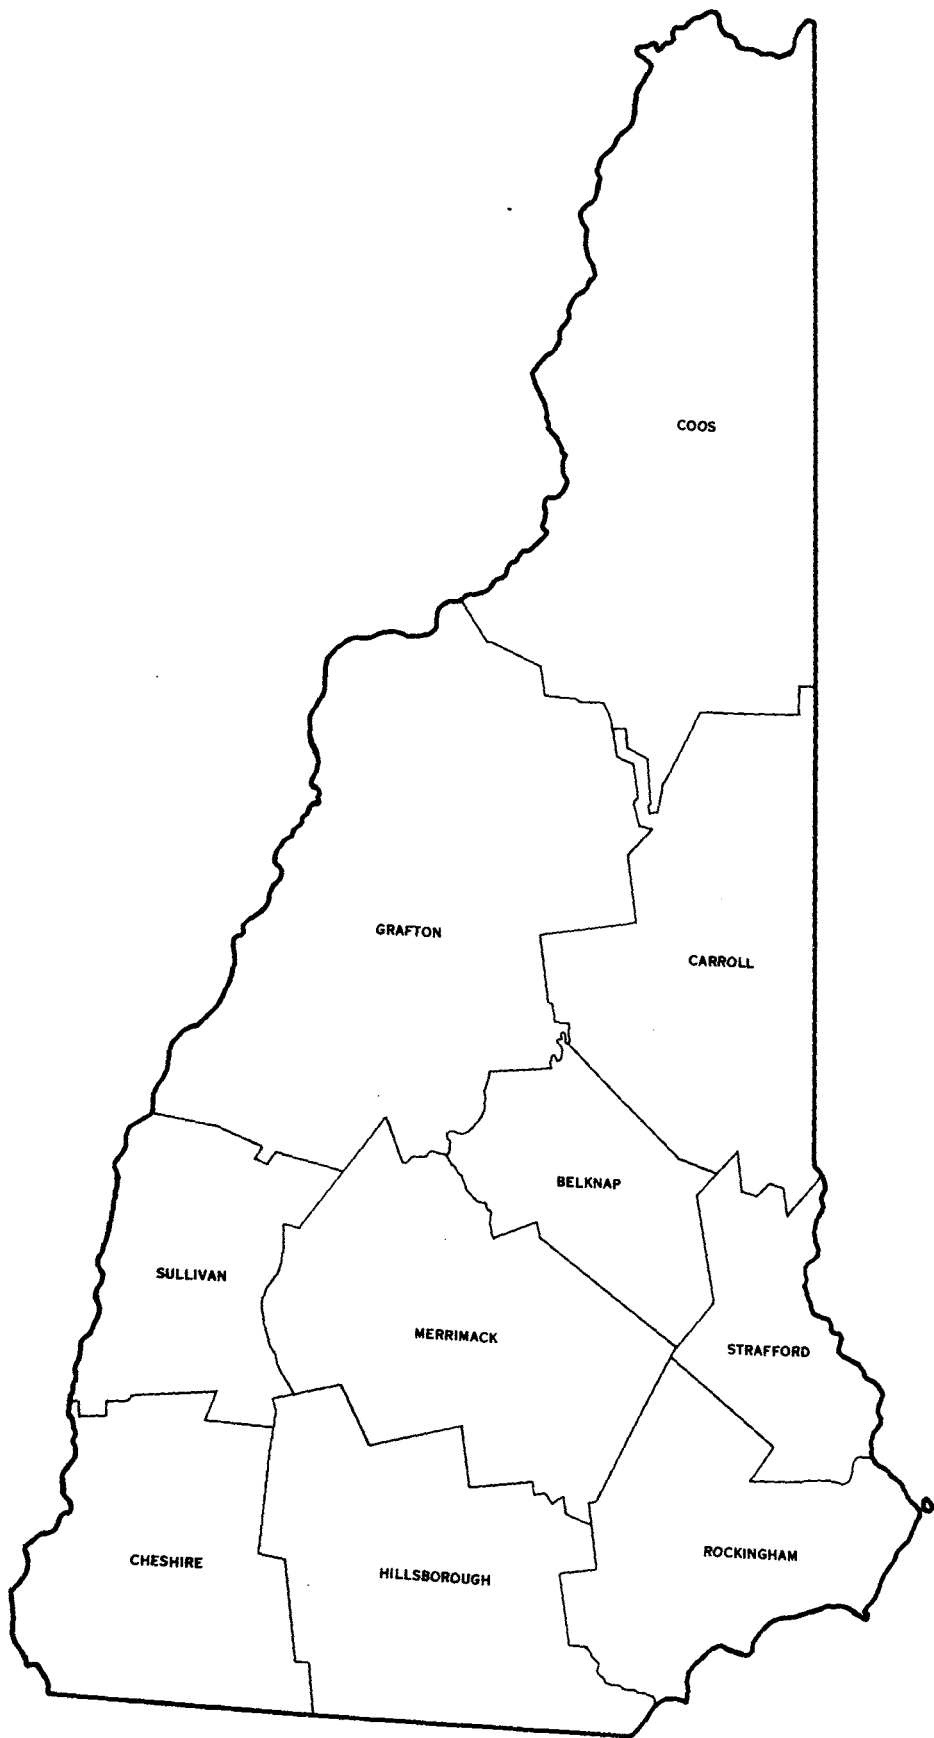 COOS
GRAFTON
CARROLL
BELKNAP
SULLIVAN
MERRIMACK
STRAFFORD
CHESHIRE
HILLSBOROUGH
ROCKINGHAM